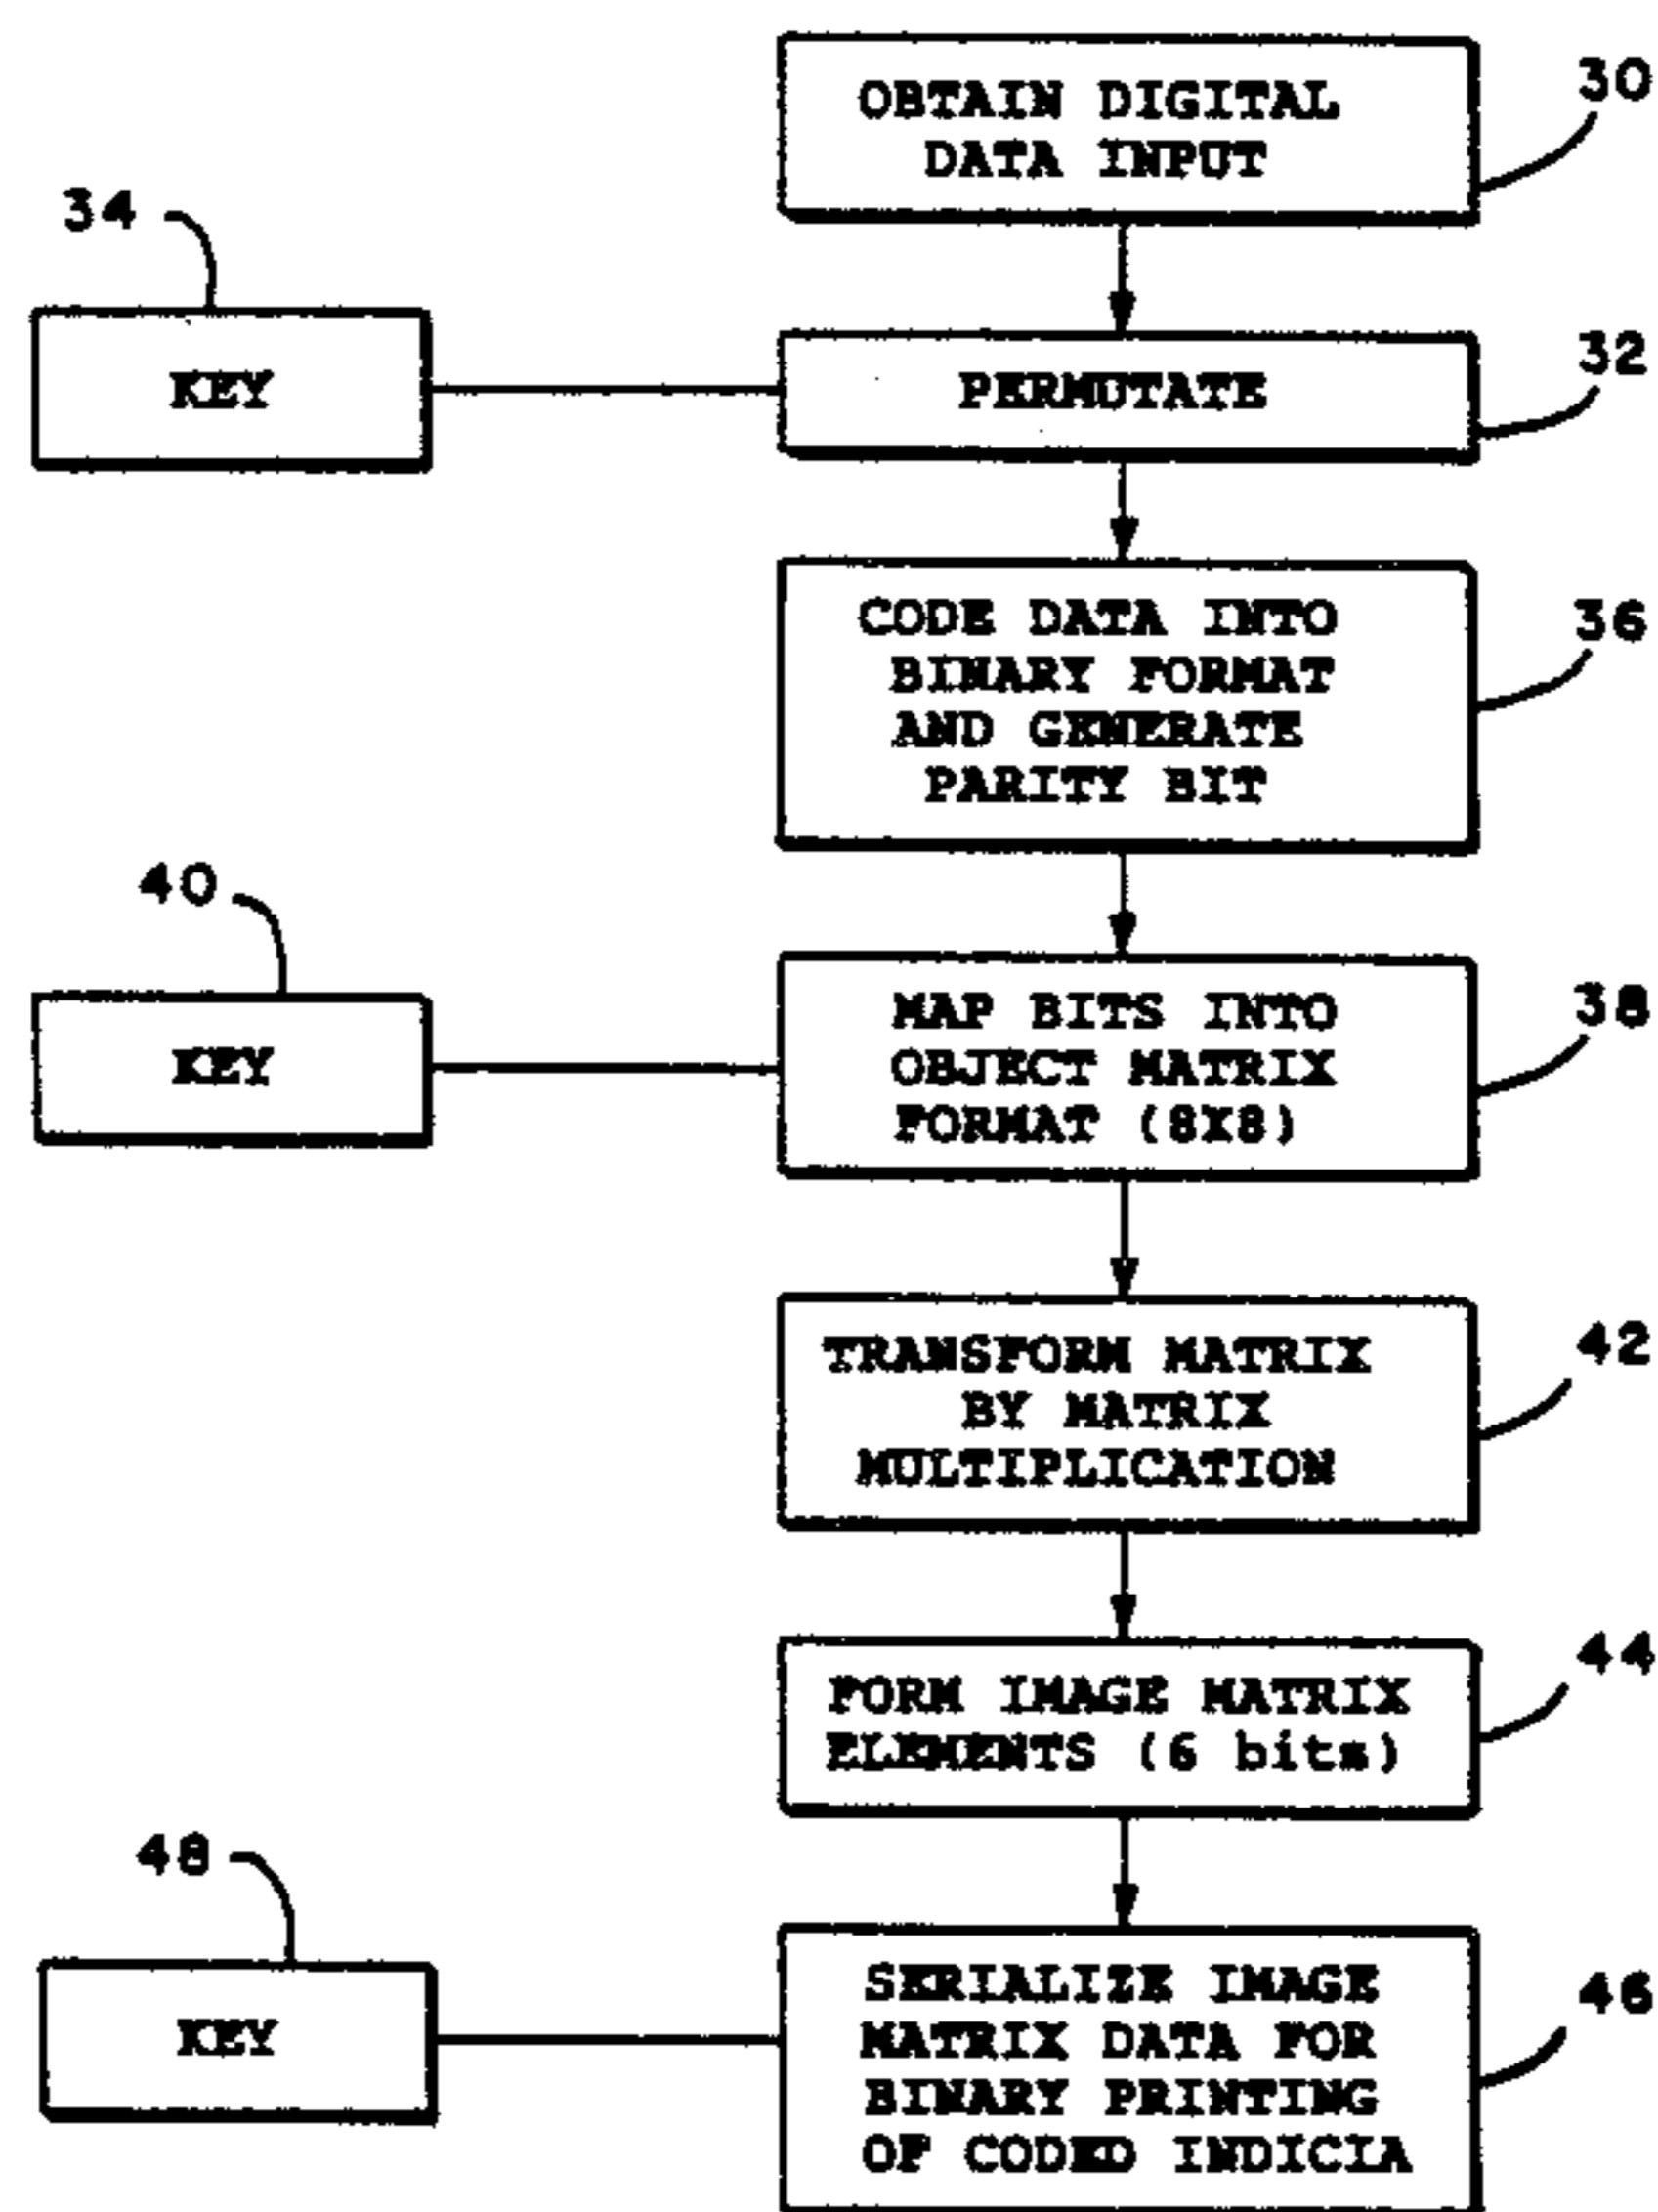 OBTAIN DIGITAL
DATA INPUT
30
34
KEY
PERMUTATE
32
CODE DATA INTO
BINARY FORMAT
AND GENERATE
PARITY BIT
36
40
KEY
MAP BITS INTO
OBJECT MATRIX
FORMAT (8X8)
38
TRANSFORM MATRIX
BY MATRIX
MULTIPLICATION
42
FORM IMAGE MATRIX
ELEMENTS (6 bits)
44
48
KEY
SERIALIZE IMAGE
MATRIX DATA FOR
BINARY PRINTING
OF CODED INDICIA
46